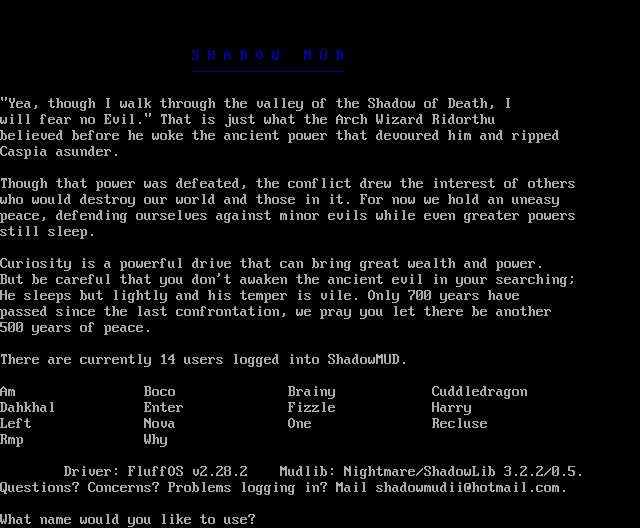 S H A D O W  M U D
-------------------
"Yea, though I walk through the valley of the Shadow of Death, I
will fear no Evil." That is just what the Arch Wizard Ridorthu
believed before he woke the ancient power that devoured him and ripped
Caspia asunder.
Though that power was defeated, the conflict drew the interest of others
who would destroy our world and those in it. For now we hold an uneasy
peace, defending ourselves against minor evils while even greater powers
still sleep.
Curiosity is a powerful drive that can bring great wealth and power.
But be careful that you don't awaken the ancient evil in your searching;
He sleeps but lightly and his temper is vile. Only 700 years have
passed since the last confrontation, we pray you let there be another
500 years of peace.
There are currently 14 users logged into ShadowMUD.
Am Boco Brainy Cuddledragon
Dahkhal Enter Fizzle Harry
Left Nova One Recluse
Rmp Why
Driver: FluffOS v2.28.2 Mudlib: Nightmare/ShadowLib 3.2.2/0.5.
Questions? Concerns? Problems logging in? Mail shadowmudii@hotmail.com.
What name would you like to use?